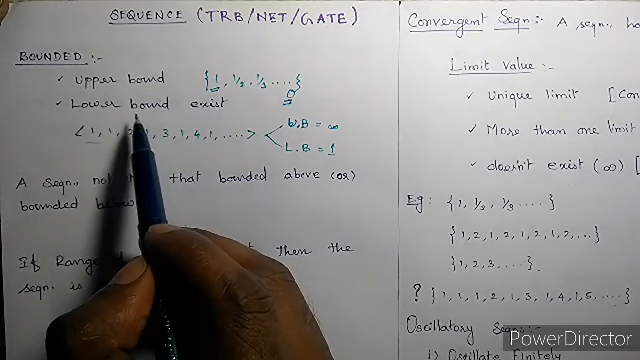 SEQUENCE (TRB/NET/GATE)
BOUNDED :-
✓ Upper bound {1, 1/2, 1/3 ....}
0
✓ Lower bound exist
< 1, 1, 2, 1, 3, 1, 4, 1, ....>
U.B = ∞
L.B = 1
A Seqn. not that bounded above (or)
bounded
If Range then the
seqn. is
Convergent Seqn:- A seqn. ha
Limit Value :-
✓ Unique limit [Con
✓ More than one limit
✓ doesn't exist (∞) [
Eg: {1, 1/2, 1/3 ....}
{1, 2, 1, 2, 1, 2, 1, 2, ...}
{1, 2, 3, ....}
? {1, 1, 1, 2, 1, 3, 1, 4, 1, 5, ....}
Oscillatory Seqn:-
i) Oscillate Finitely
PowerDirector